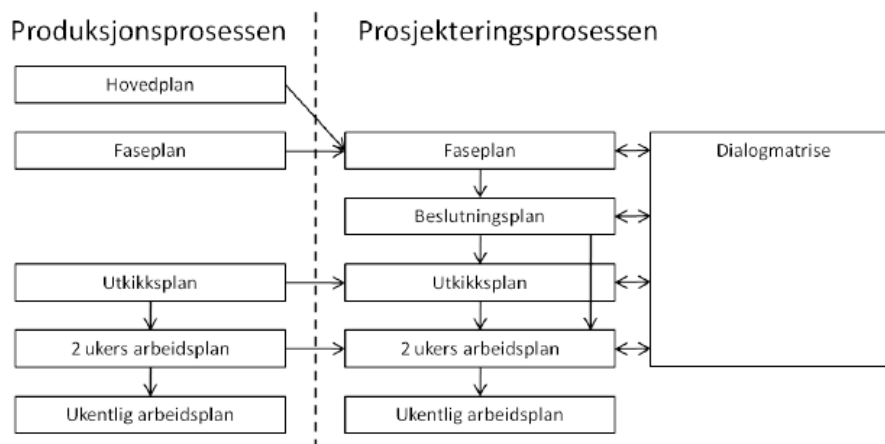 Produksjonsprosessen
Prosjekteringsprosessen
Hovedplan
Faseplan
Faseplan
Dialogmatrise
Beslutningsplan
Utkikksplan
Utkikksplan
2 ukers arbeidsplan
2 ukers arbeidsplan
Ukentlig arbeidsplan
Ukentlig arbeidsplan